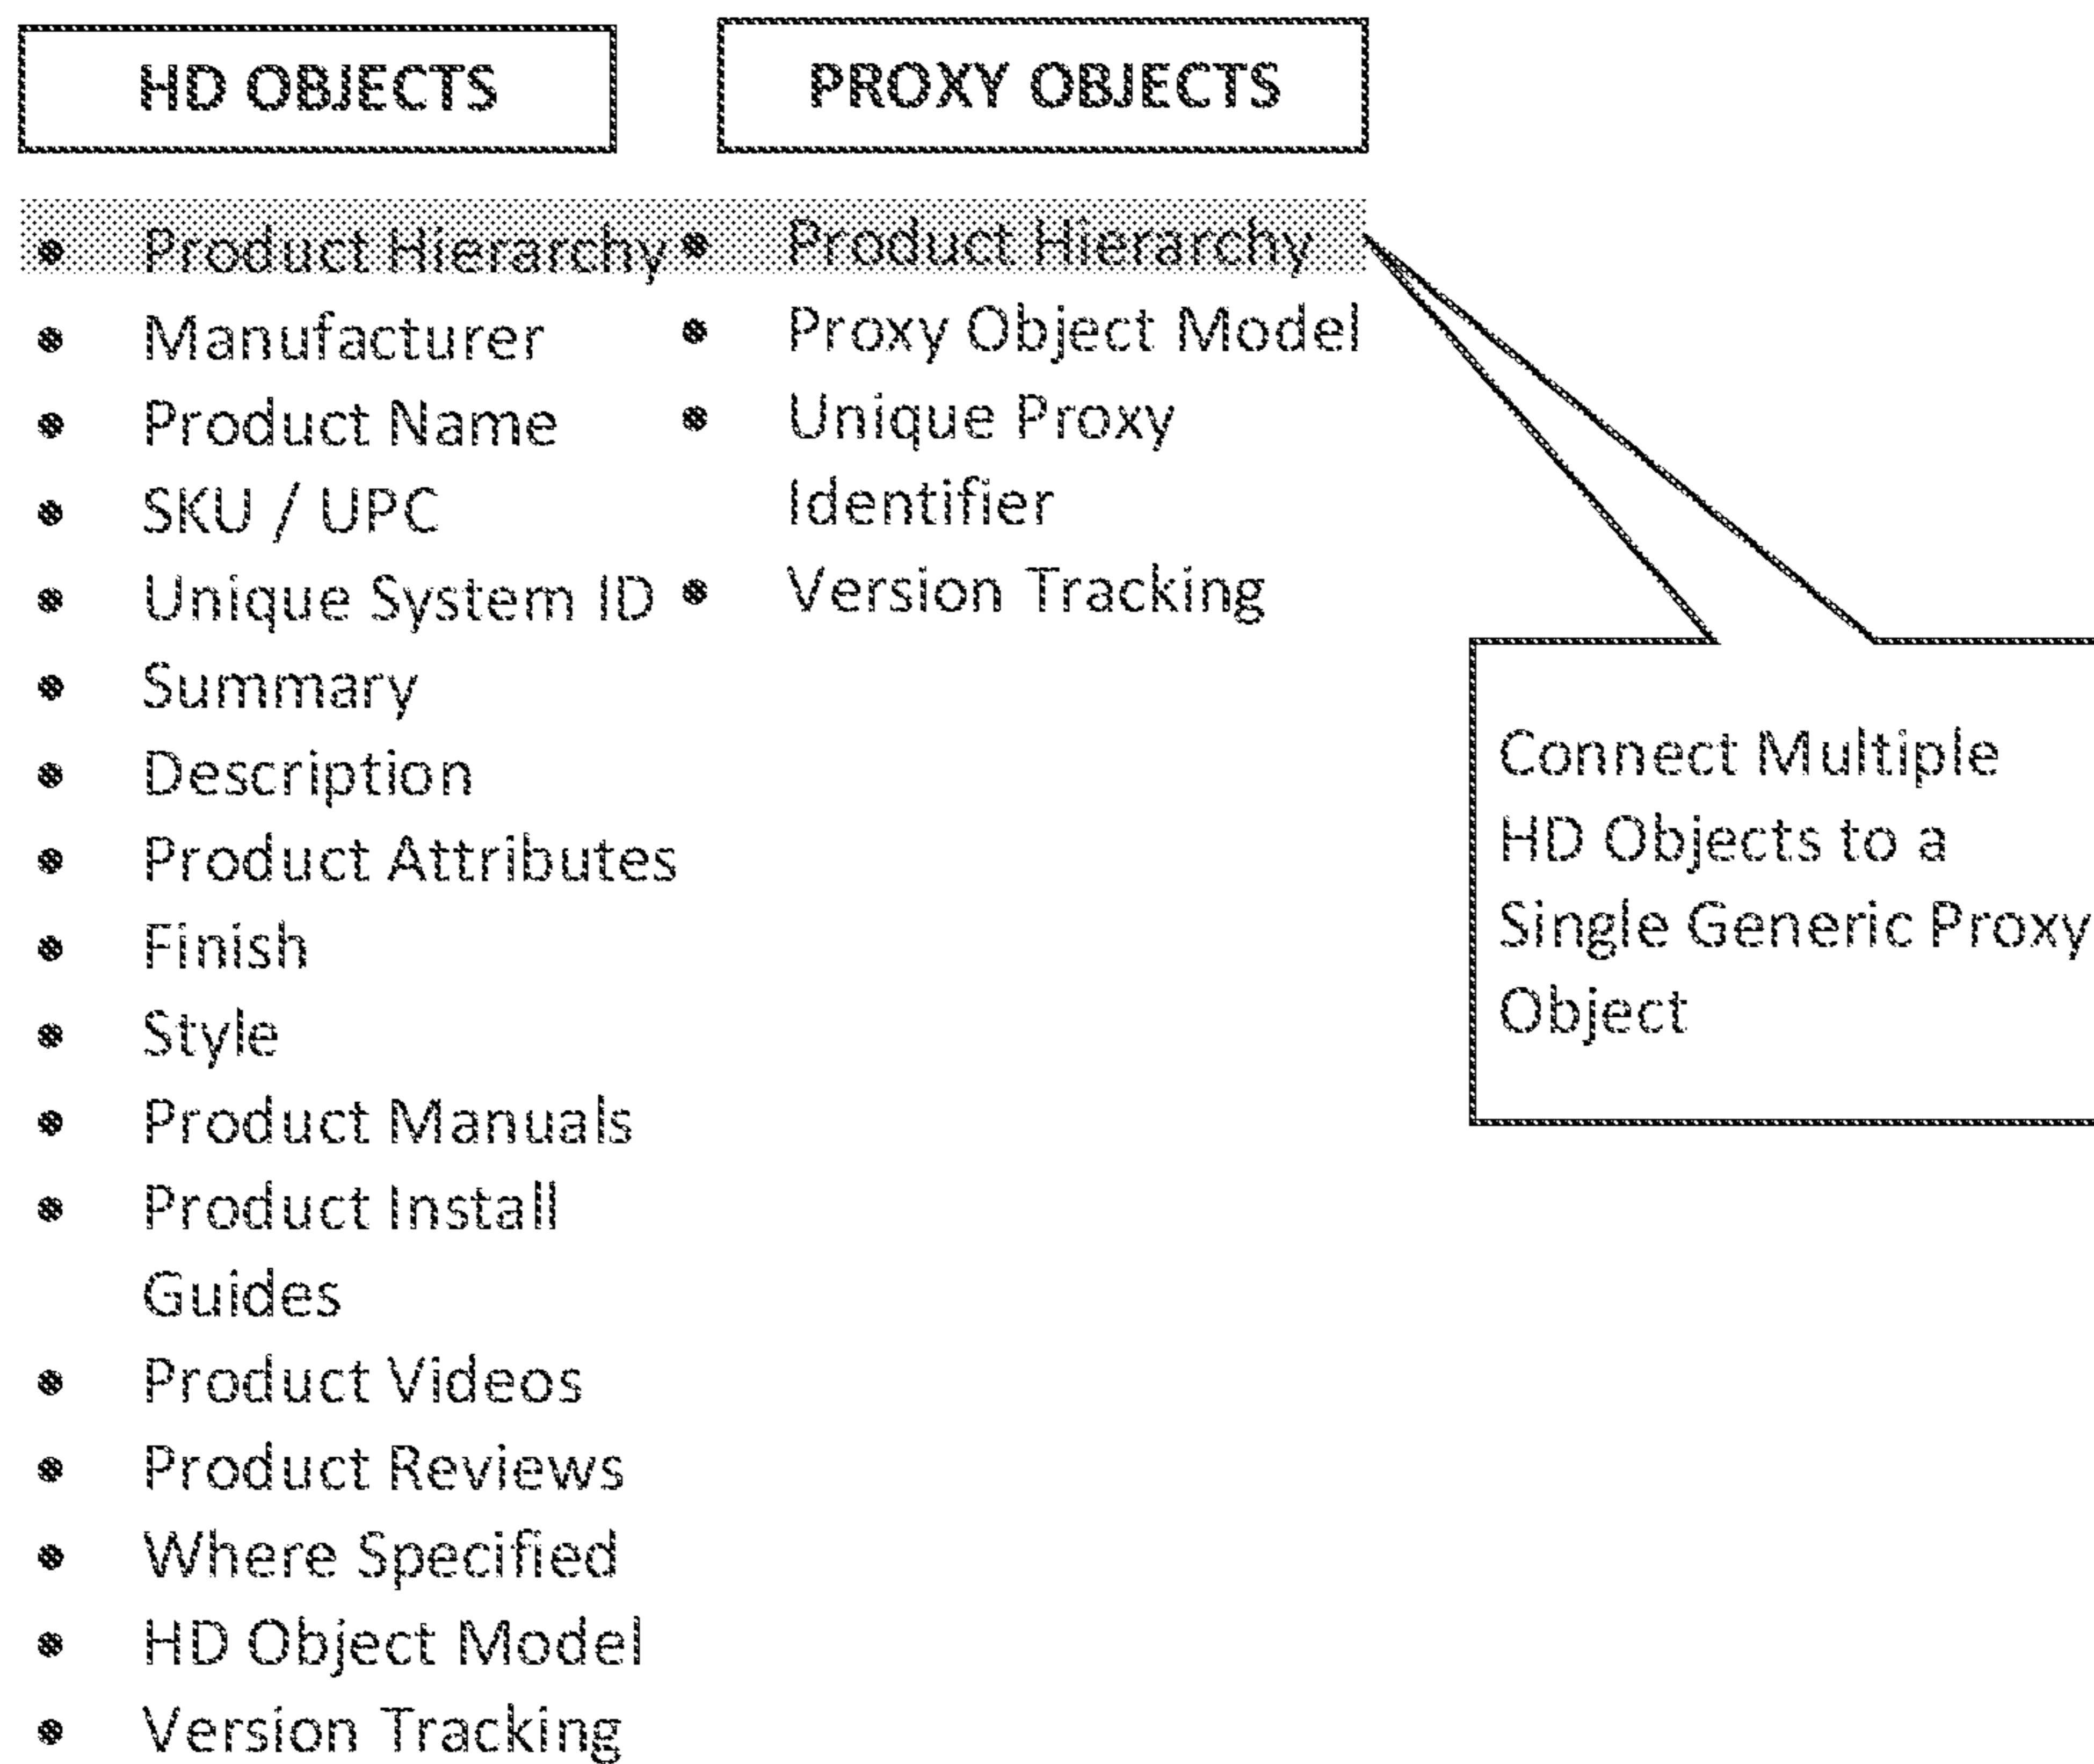 HD OBJECTS
• Product Hierarchy
• Manufacturer
• Product Name
• SKU / UPC
• Unique System ID
• Summary
• Description
• Product Attributes
• Finish
• Style
• Product Manuals
• Product Install
Guides
• Product Videos
• Product Reviews
• Where Specified
• HD Object Model
• Version Tracking
PROXY OBJECTS
• Product Hierarchy
• Proxy Object Model
• Unique Proxy
Identifier
• Version Tracking
Connect Multiple
HD Objects to a
Single Generic Proxy
Object